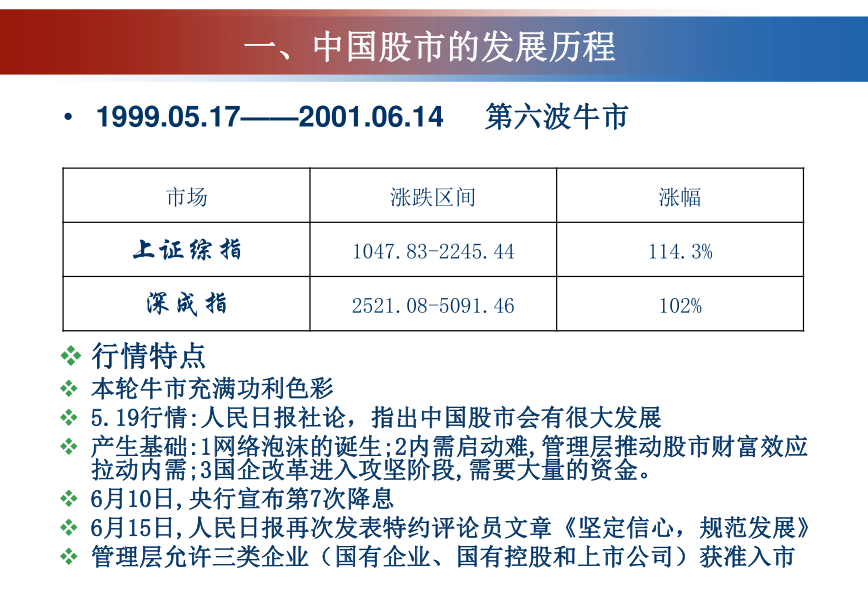 一、中国股市的发展历程
• 1999.05.17——2001.06.14 第六波牛市
市场 涨跌区间 涨幅
上证综指 1047.83-2245.44 114.3%
深成指 2521.08-5091.46 102%
❖ 行情特点
❖ 本轮牛市充满功利色彩
❖ 5.19行情:人民日报社论，指出中国股市会有很大发展
❖ 产生基础:1网络泡沫的诞生;2内需启动难,管理层推动股市财富效应
拉动内需;3国企改革进入攻坚阶段,需要大量的资金。
❖ 6月10日,央行宣布第7次降息
❖ 6月15日,人民日报再次发表特约评论员文章《坚定信心，规范发展》
❖ 管理层允许三类企业（国有企业、国有控股和上市公司）获准入市